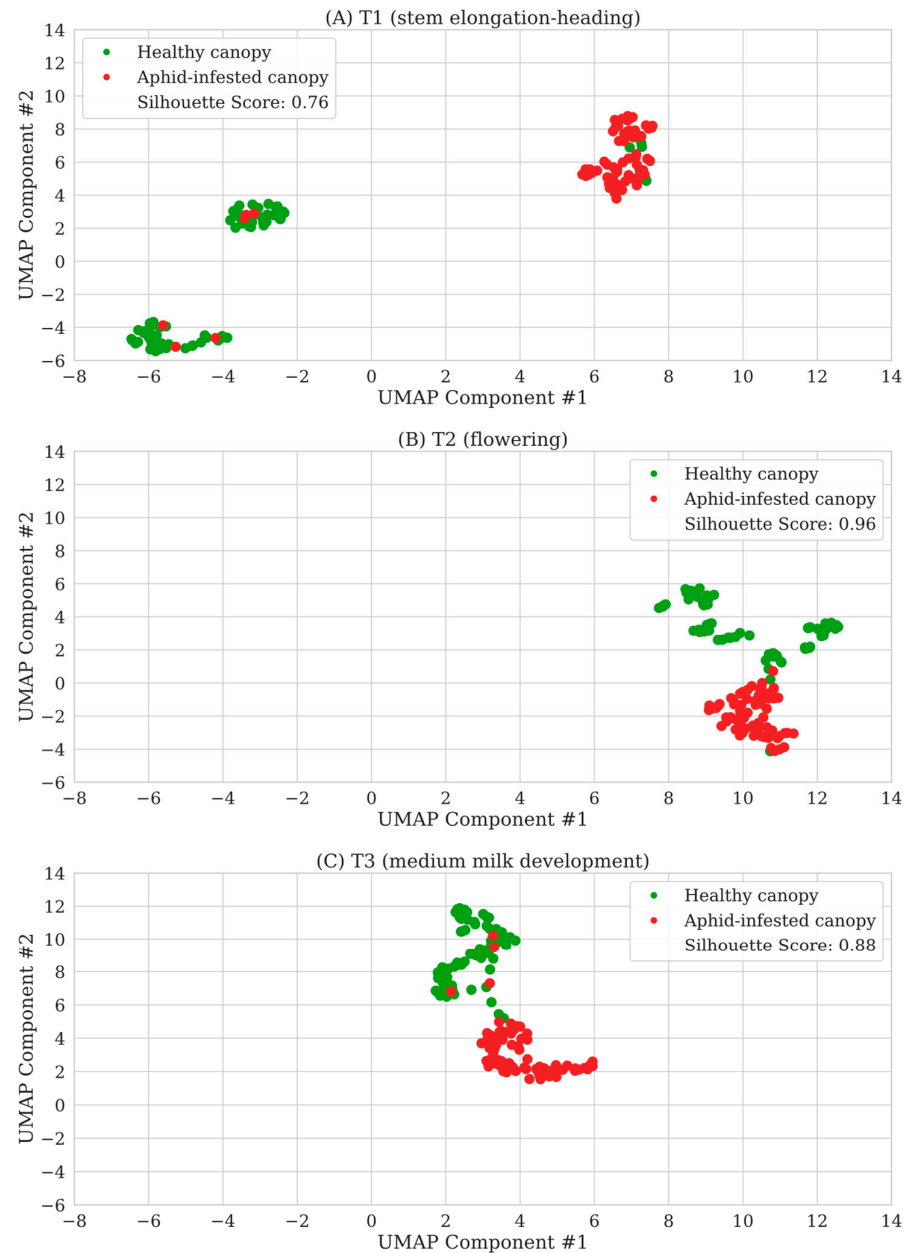 (A) T1 (stem elongation-heading)
Healthy canopy
Aphid-infested canopy
Silhouette Score: 0.76
UMAP Component #2
14
12
10
8
6
4
2
0
−2
−4
−6
−8 −6 −4 −2 0 2 4 6 8 10 12 14
UMAP Component #1
(B) T2 (flowering)
Healthy canopy
Aphid-infested canopy
Silhouette Score: 0.96
UMAP Component #2
14
12
10
8
6
4
2
0
−2
−4
−6
−8 −6 −4 −2 0 2 4 6 8 10 12 14
UMAP Component #1
(C) T3 (medium milk development)
Healthy canopy
Aphid-infested canopy
Silhouette Score: 0.88
UMAP Component #2
14
12
10
8
6
4
2
0
−2
−4
−6
−8 −6 −4 −2 0 2 4 6 8 10 12 14
UMAP Component #1